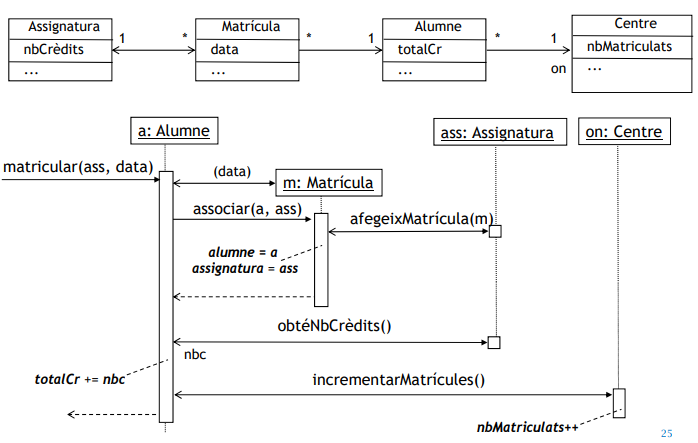 Assignatura
nbCrèdits
...
1
*
Matrícula
data
...
*
1
Alumne
totalCr
...
*
1
on
Centre
nbMatriculats
...
a: Alumne
ass: Assignatura
on: Centre
matricular(ass, data)
(data)
m: Matrícula
associar(a, ass)
afegeixMatrícula(m)
alumne = a
assignatura = ass
obtéNbCrèdits()
nbc
totalCr += nbc
incrementarMatrícules()
nbMatriculats++
25